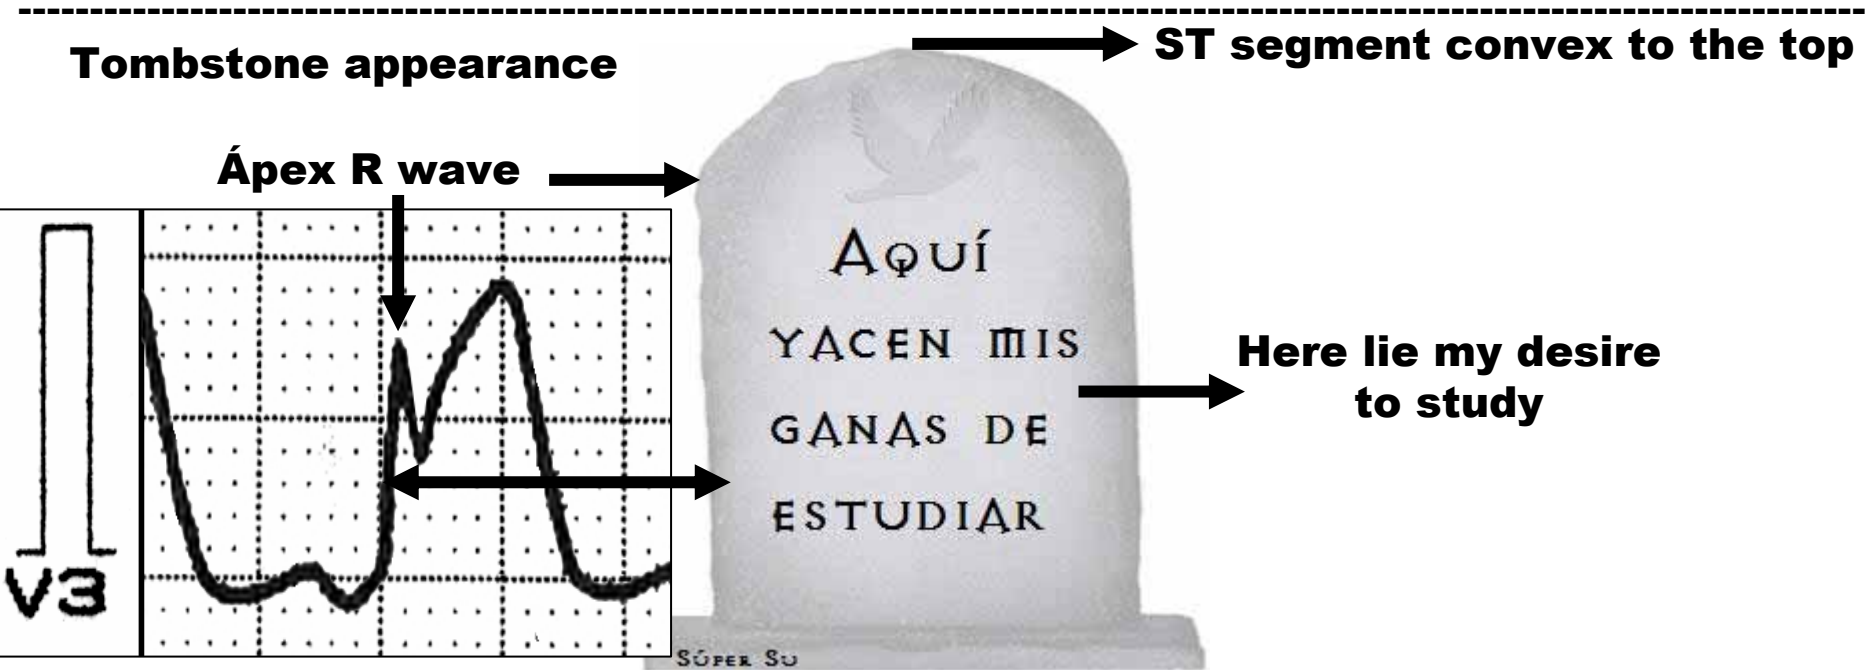 ST segment convex to the top
Tombstone appearance
Ápex R wave
V3
AQUÍ
YACEN MIS
GANAS DE
ESTUDIAR
Here lie my desire
to study
SÚPER SU